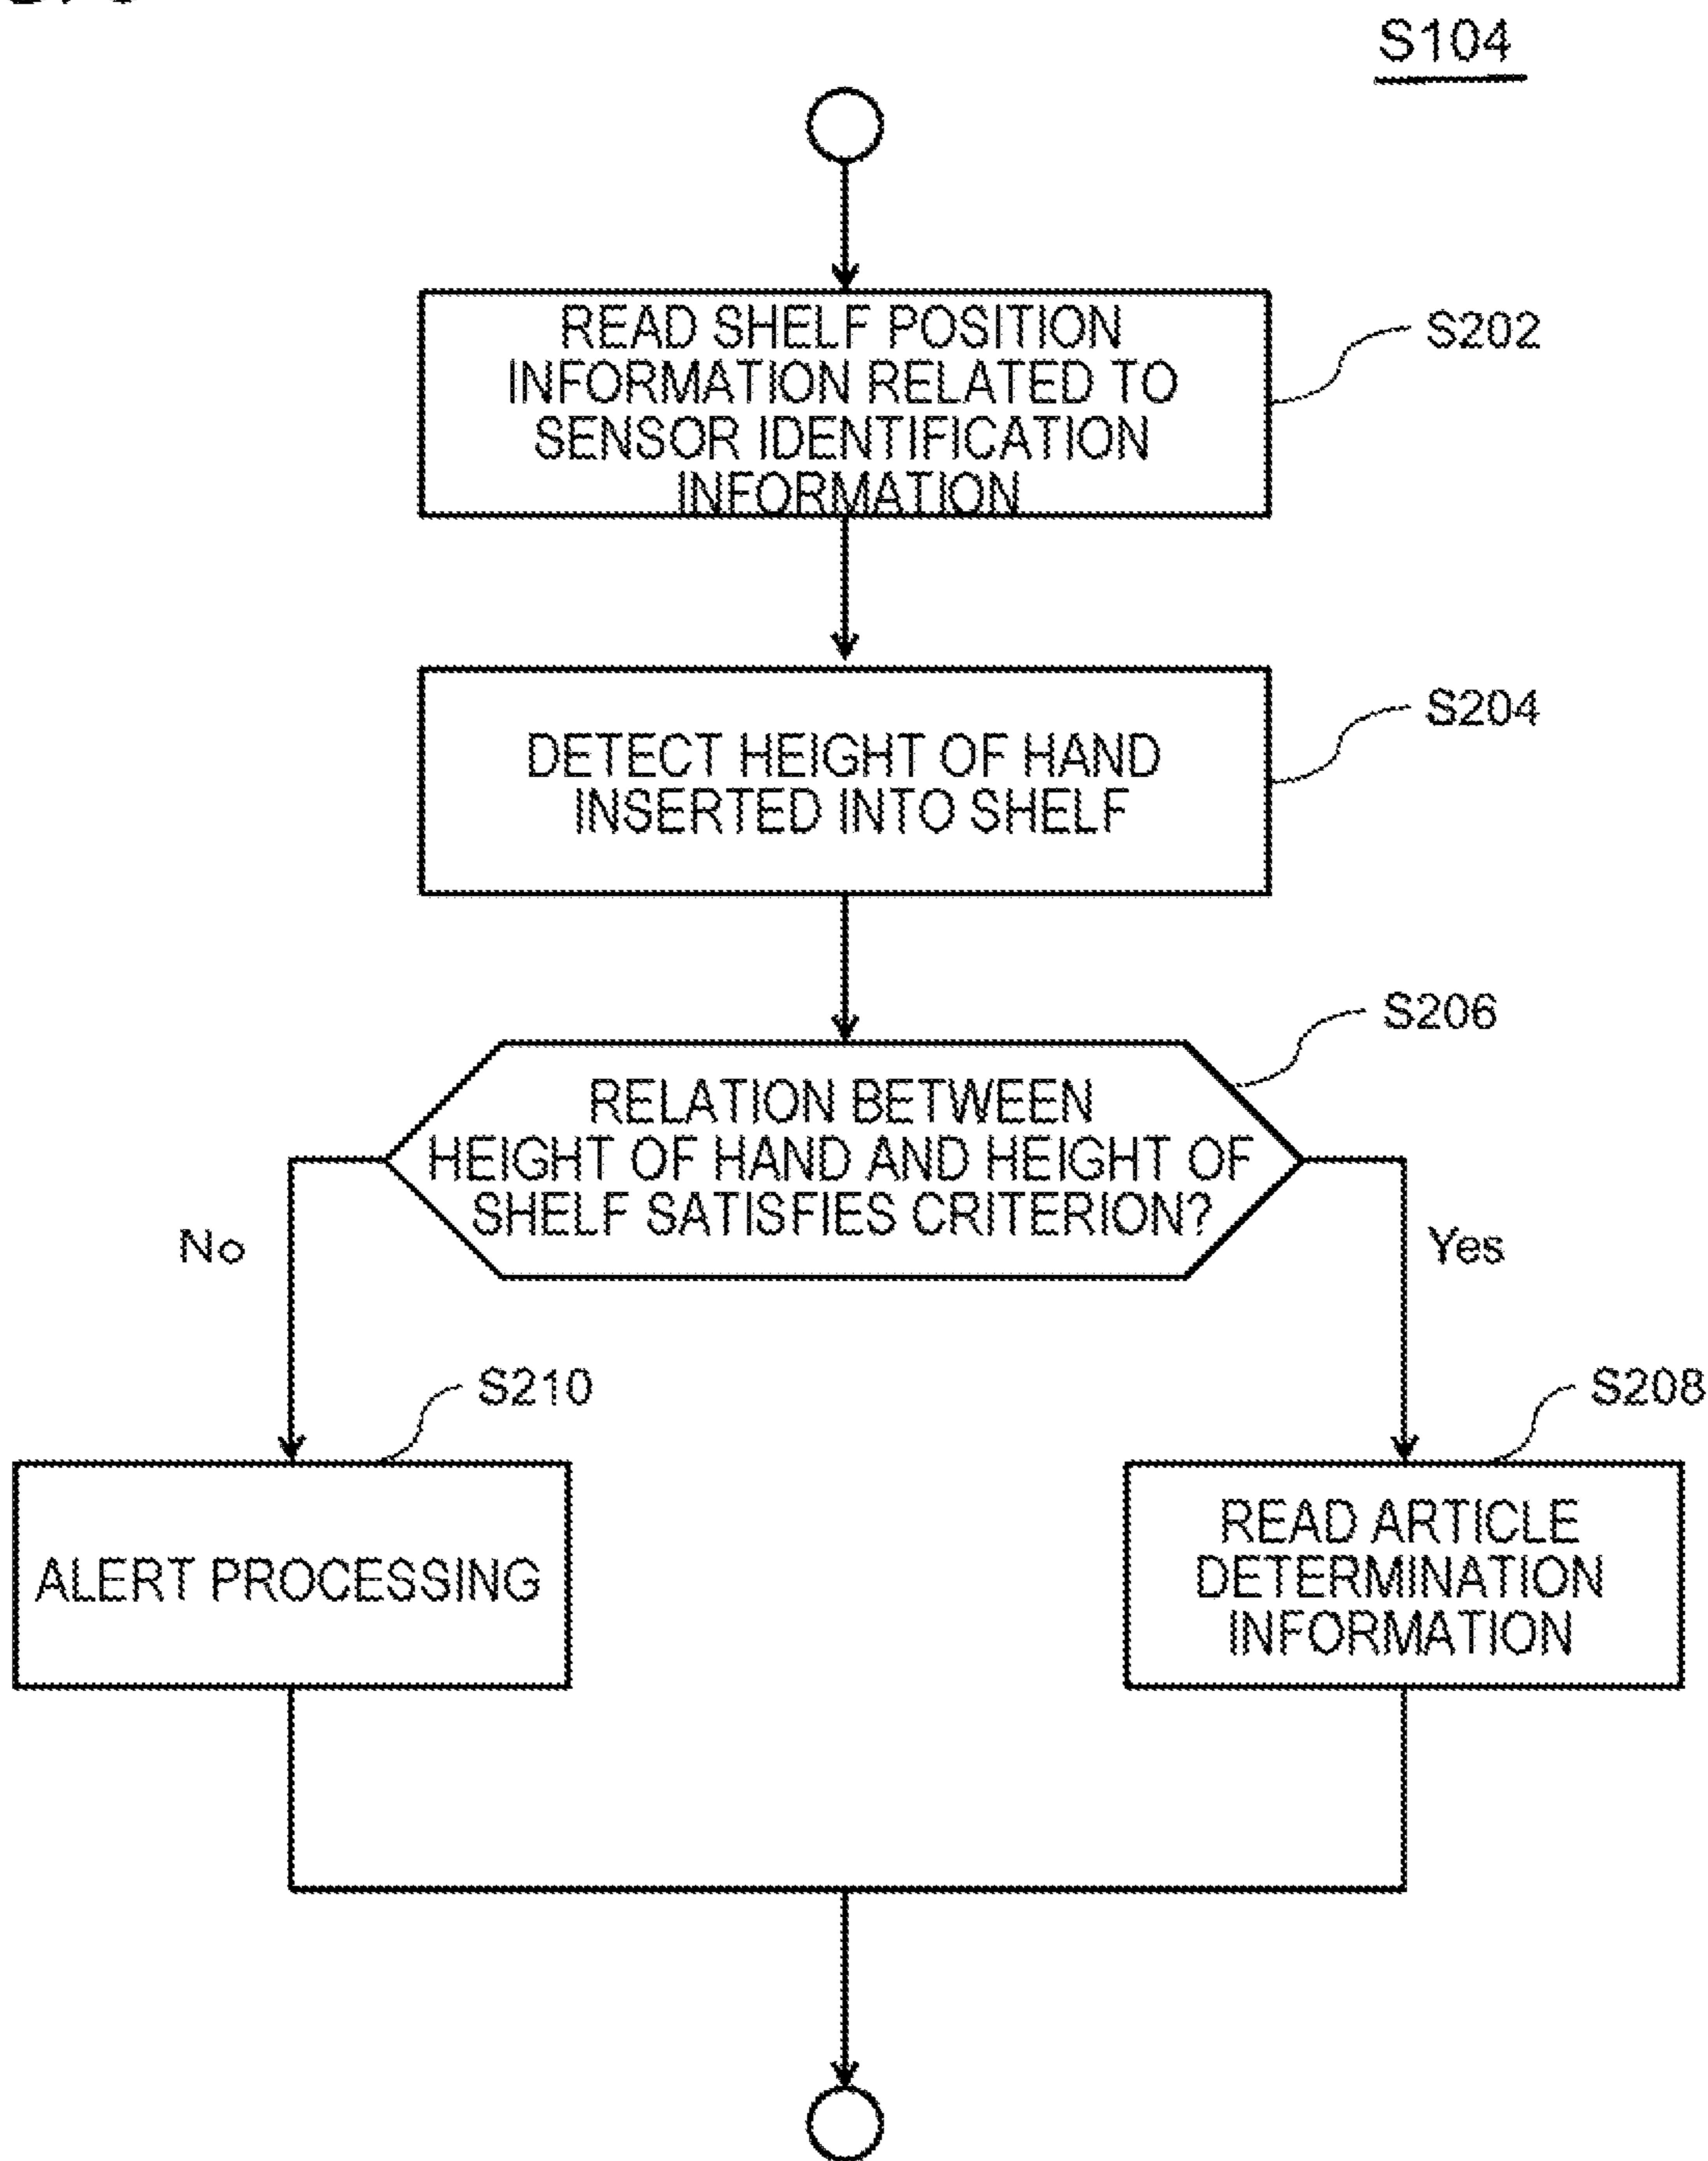 S104
READ SHELF POSITION
INFORMATION RELATED TO
SENSOR IDENTIFICATION
INFORMATION
S202
DETECT HEIGHT OF HAND
INSERTED INTO SHELF
S204
RELATION BETWEEN
HEIGHT OF HAND AND HEIGHT OF
SHELF SATISFIES CRITERION?
S206
No
Yes
S210
ALERT PROCESSING
S208
READ ARTICLE
DETERMINATION
INFORMATION